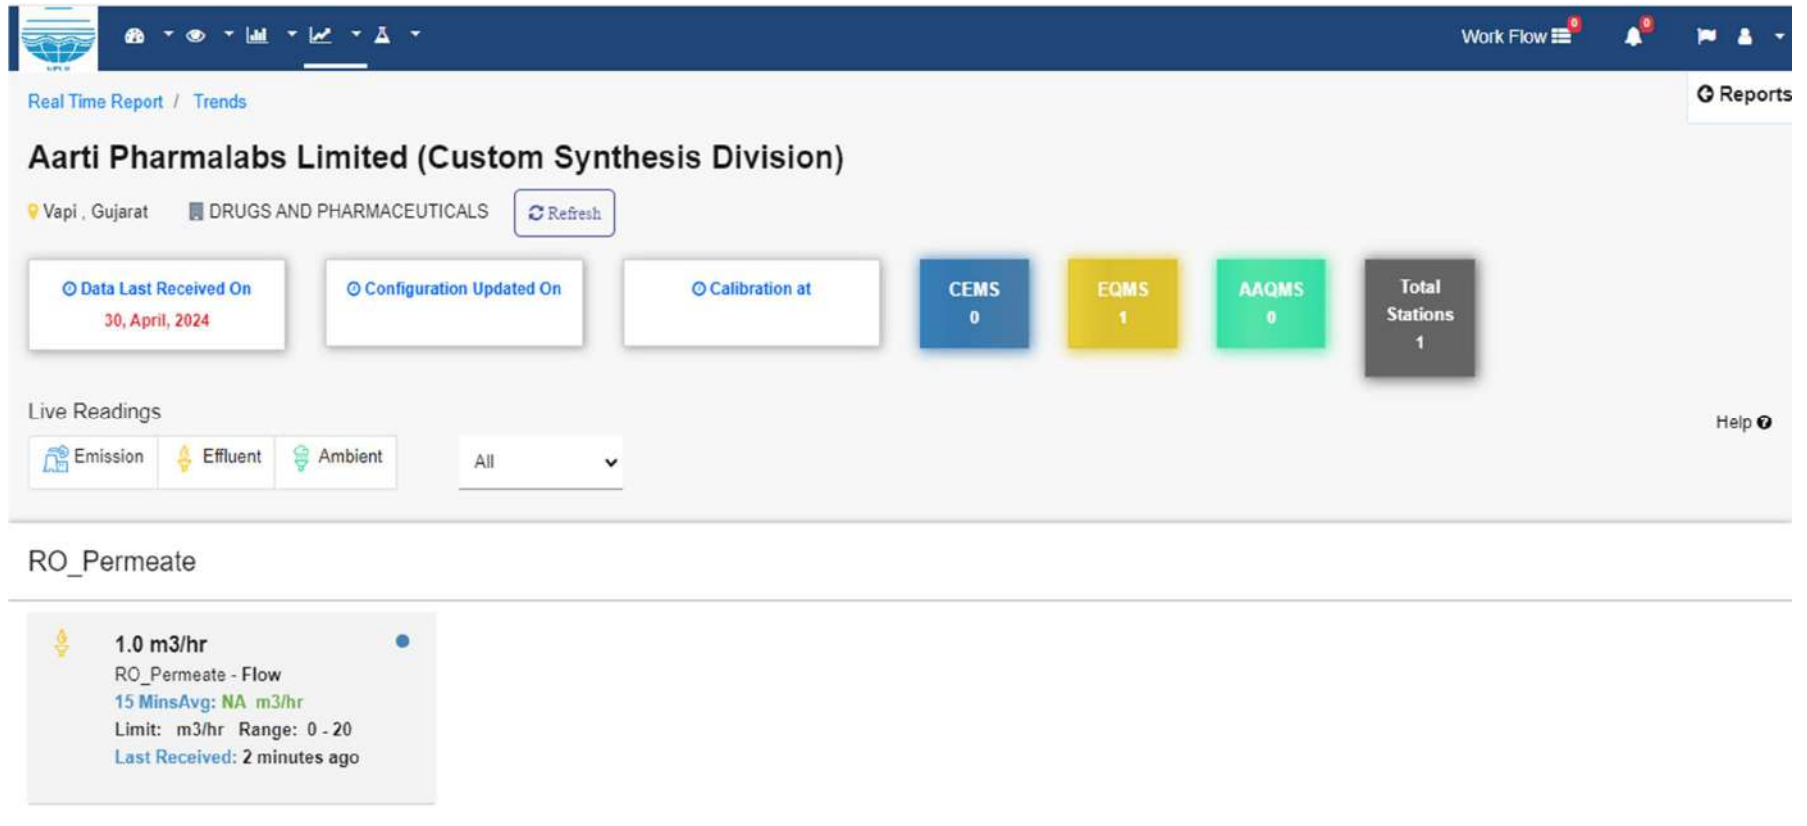 Work Flow 0 0
Real Time Report / Trends
Reports
Aarti Pharmalabs Limited (Custom Synthesis Division)
Vapi , Gujarat DRUGS AND PHARMACEUTICALS Refresh
Data Last Received On
30, April, 2024
Configuration Updated On
Calibration at
CEMS
0
EQMS
1
AAQMS
0
Total
Stations
1
Live Readings
Help
Emission Effluent Ambient All
RO_Permeate
1.0 m3/hr
RO_Permeate - Flow
15 MinsAvg: NA m3/hr
Limit: m3/hr Range: 0 - 20
Last Received: 2 minutes ago